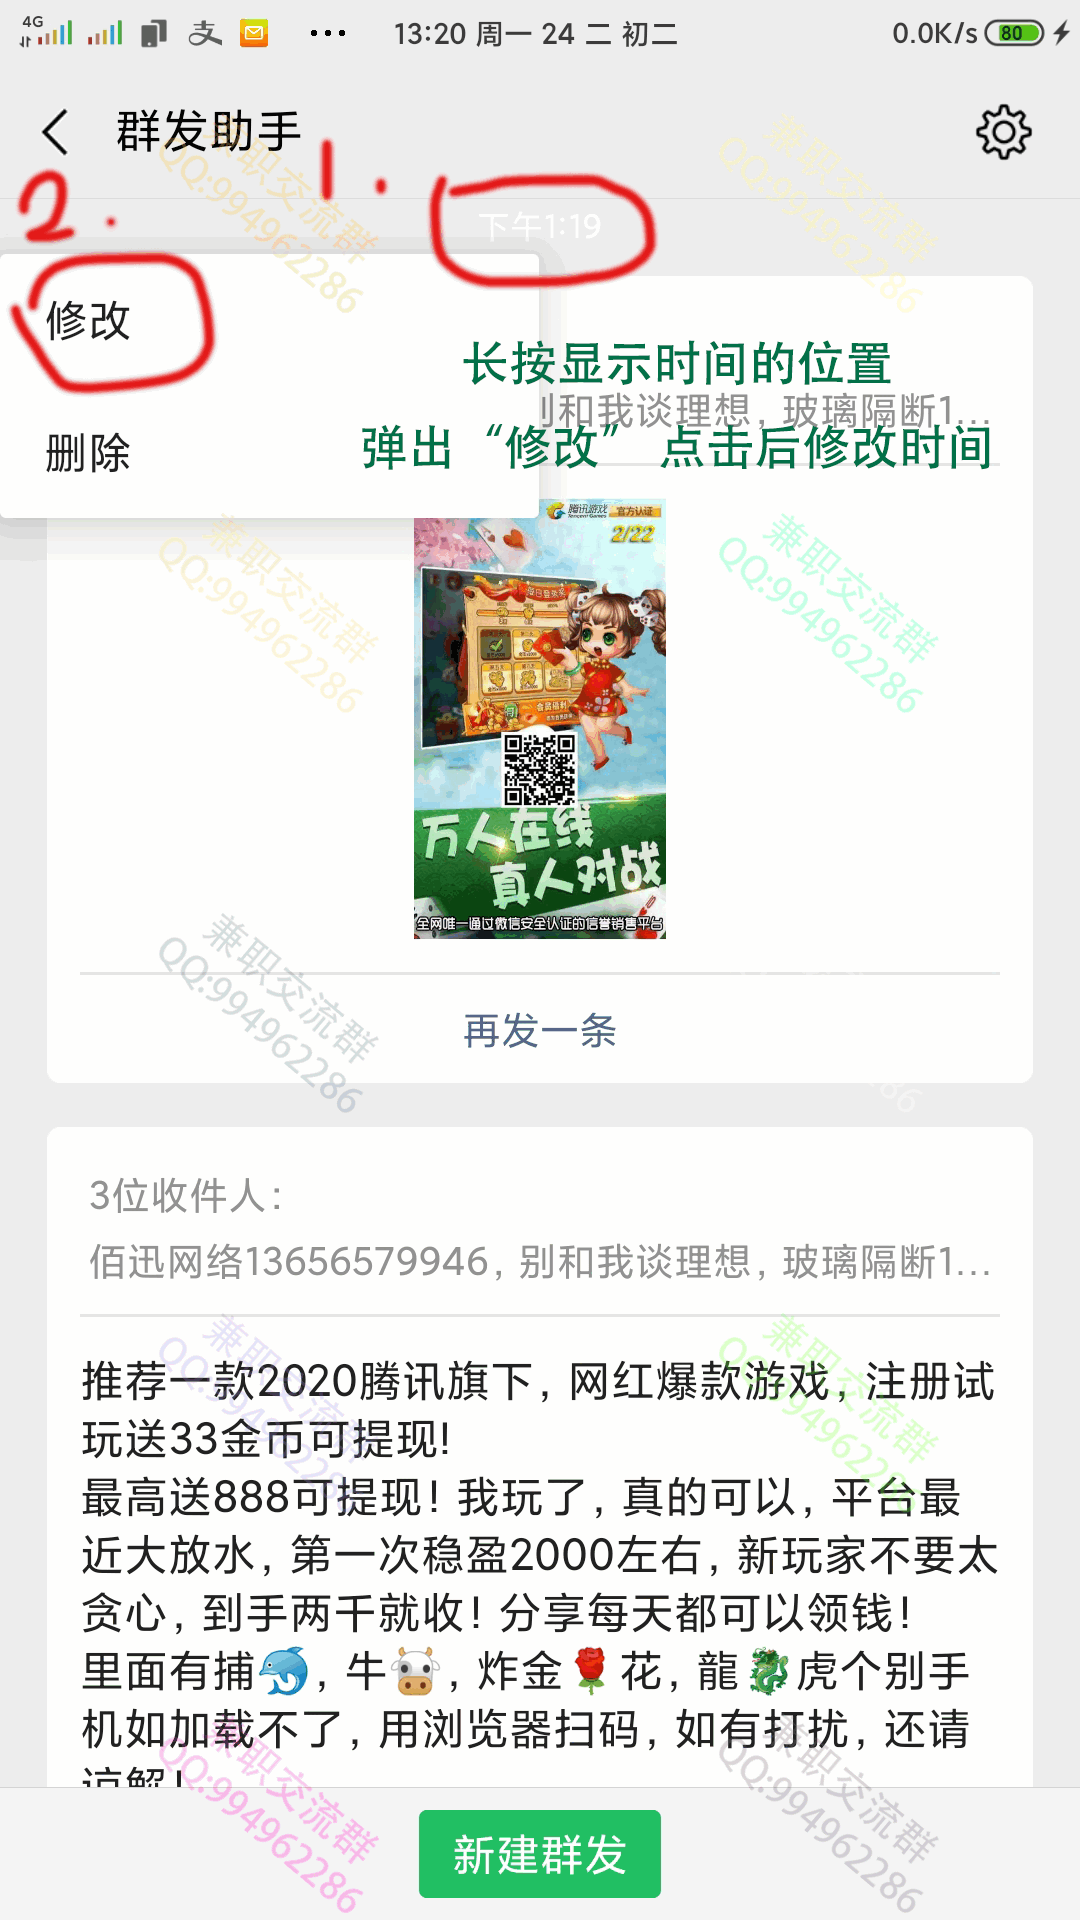 4G
13:20 周一 24 二 初二
0.0K/s
80
群发助手
1.
2.
下午1:19
修改
删除
长按显示时间的位置
别和我谈理想，玻璃隔断1...
弹出“修改” 点击后修改时间
腾讯游戏
Tencent Games
官方认证
2/22
万人在线
真人对战
全网唯一通过微信安全认证的信誉销售平台
再发一条
3位收件人：
佰迅网络13656579946，别和我谈理想，玻璃隔断1...
推荐一款2020腾讯旗下，网红爆款游戏，注册试
玩送33金币可提现！
最高送888可提现！我玩了，真的可以，平台最
近大放水，第一次稳盈2000左右，新玩家不要太
贪心，到手两千就收！分享每天都可以领钱！
里面有捕🐬，牛🐮，炸金🌹花，龍🐉虎个别手
机如加载不了，用浏览器扫码，如有打扰，还请
谅解！
新建群发
兼职交流群
QQ:994962286
兼职交流群
QQ:994962286
兼职交流群
QQ:994962286
兼职交流群
QQ:994962286
兼职交流群
QQ:994962286
兼职交流群
QQ:994962286
兼职交流群
QQ:994962286
兼职交流群
QQ:994962286
兼职交流群
QQ:994962286